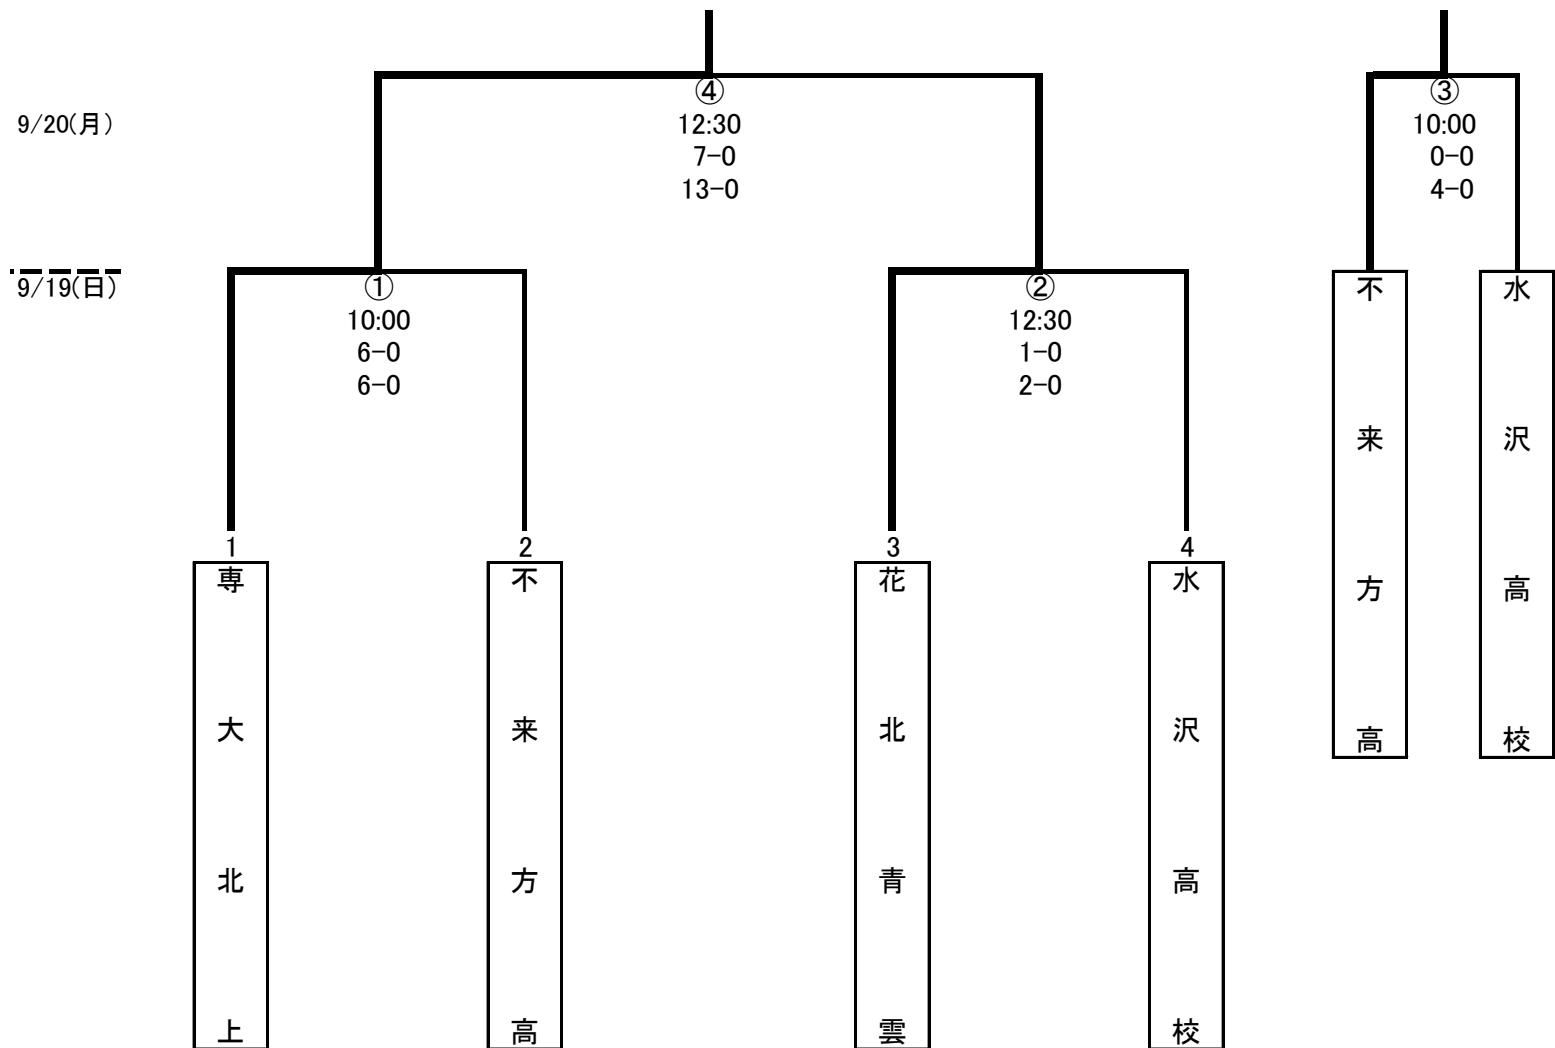 ④
③
9/20(月)
12:30
10:00
7-0
0-0
13-0
4-0
9/19(日)
①
②
不来方高
水沢高校
10:00
12:30
6-0
1-0
6-0
2-0
1
2
3
4
専大北上
不来方高
花北青雲
水沢高校